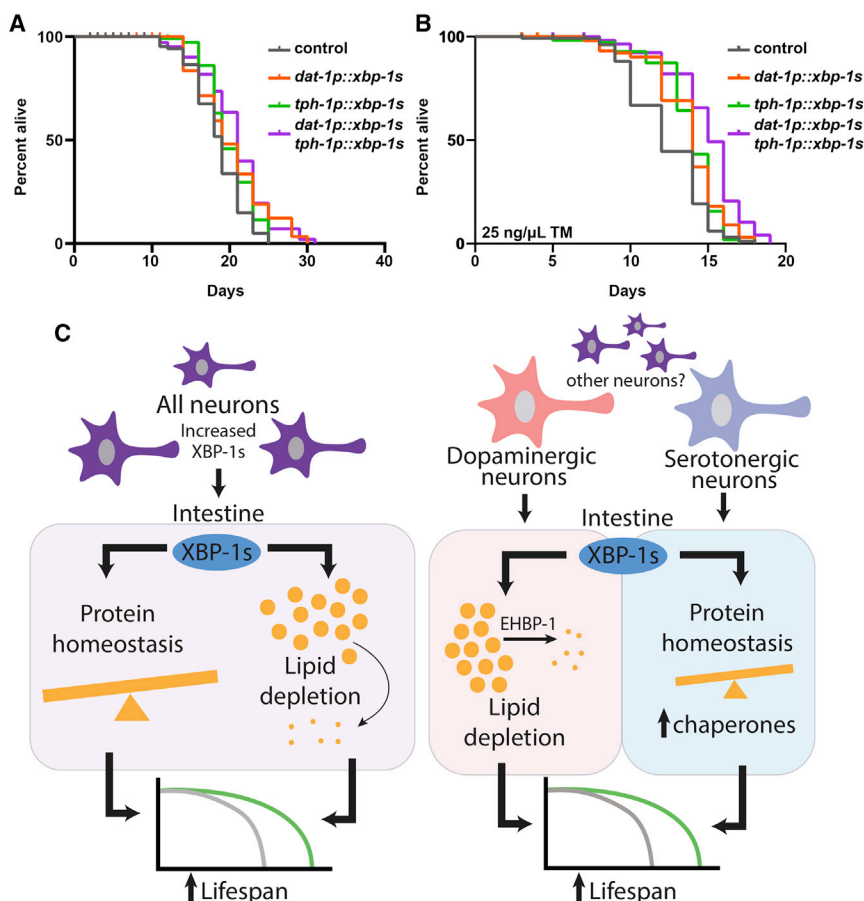 A
100
50
0
0
10
20
30
40
Percent alive
Days
control
dat-1p::xbp-1s
tph-1p::xbp-1s
dat-1p::xbp-1s
tph-1p::xbp-1s
B
100
50
0
0
5
10
15
20
Percent alive
Days
25 ng/µL TM
control
dat-1p::xbp-1s
tph-1p::xbp-1s
dat-1p::xbp-1s
tph-1p::xbp-1s
C
All neurons
Increased
XBP-1s
Intestine
XBP-1s
Protein
homeostasis
Lipid
depletion
Lifespan
other neurons?
Dopaminergic
neurons
Serotonergic
neurons
Intestine
XBP-1s
EHBP-1
Lipid
depletion
Protein
homeostasis
chaperones
Lifespan